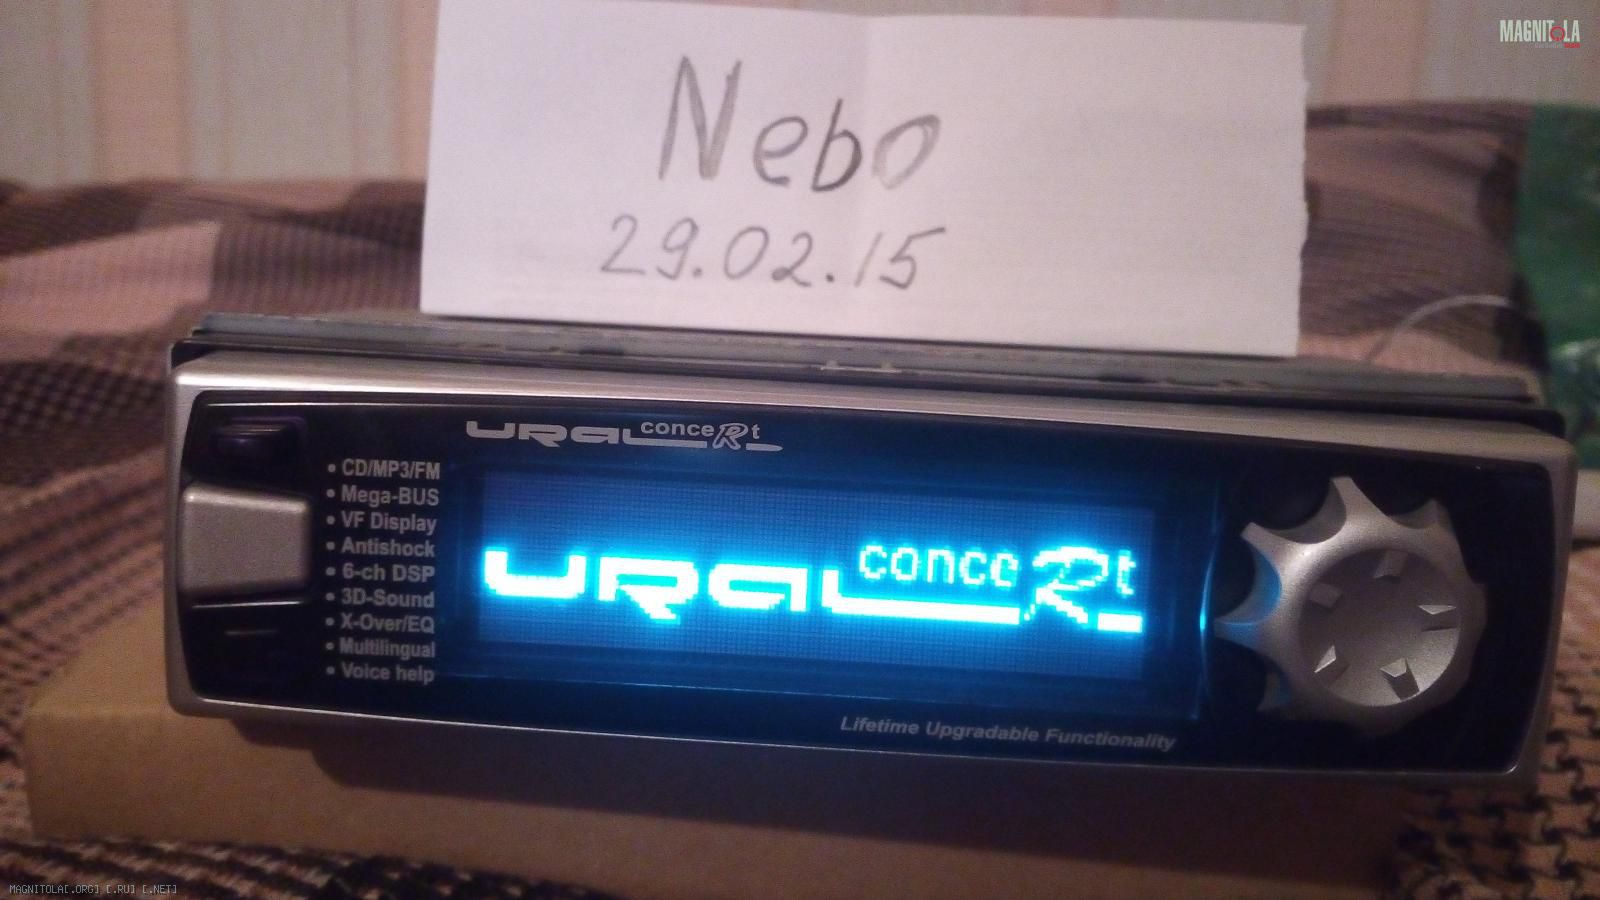 MAGNITOLA
Nebo
29.02.15
URAL conceRt
• CD/MP3/FM
• Mega-BUS
• VF Display
• Antishock
• 6-ch DSP
• 3D-Sound
• X-Over/EQ
• Multilingual
• Voice help
URAL conceRt
Lifetime Upgradable Functionality
MAGNITOLA[.ORG] [.RU] [.NET]